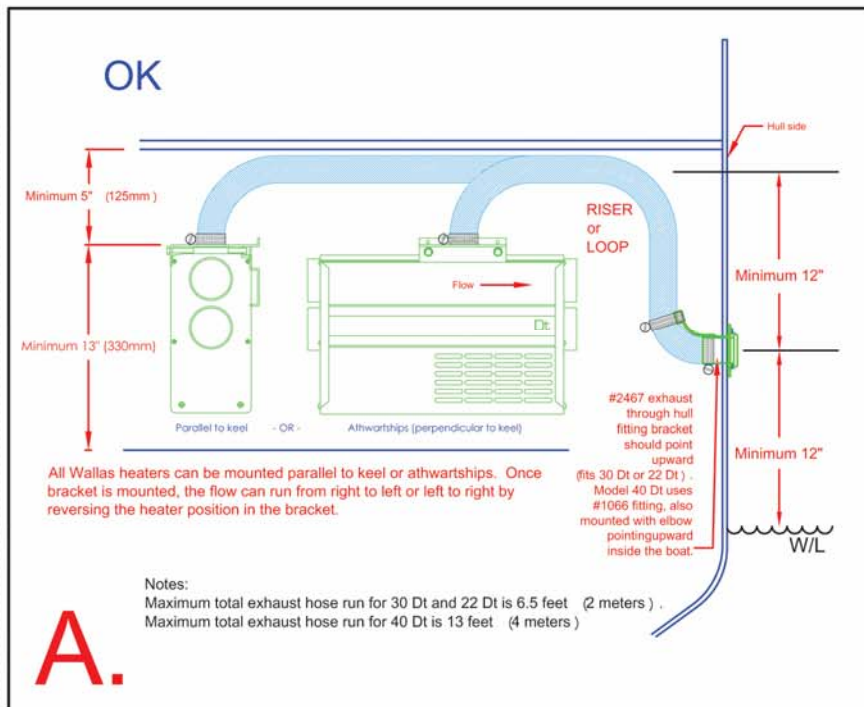 OK
Hull side
Minimum 5" (125mm )
RISER
or
LOOP
Minimum 12"
Flow
Dt
Minimum 13" (330mm)
#2467 exhaust
through hull
fitting bracket
should point
upward
(fits 30 Dt or 22 Dt ) .
Model 40 Dt uses
#1066 fitting, also
mounted with elbow
pointingupward
inside the boat.
Minimum 12"
W/L
Parallel to keel - OR - Athwartships (perpendicular to keel)
All Wallas heaters can be mounted parallel to keel or athwartships. Once
bracket is mounted, the flow can run from right to left or left to right by
reversing the heater position in the bracket.
Notes:
Maximum total exhaust hose run for 30 Dt and 22 Dt is 6.5 feet (2 meters ) .
Maximum total exhaust hose run for 40 Dt is 13 feet (4 meters )
A.